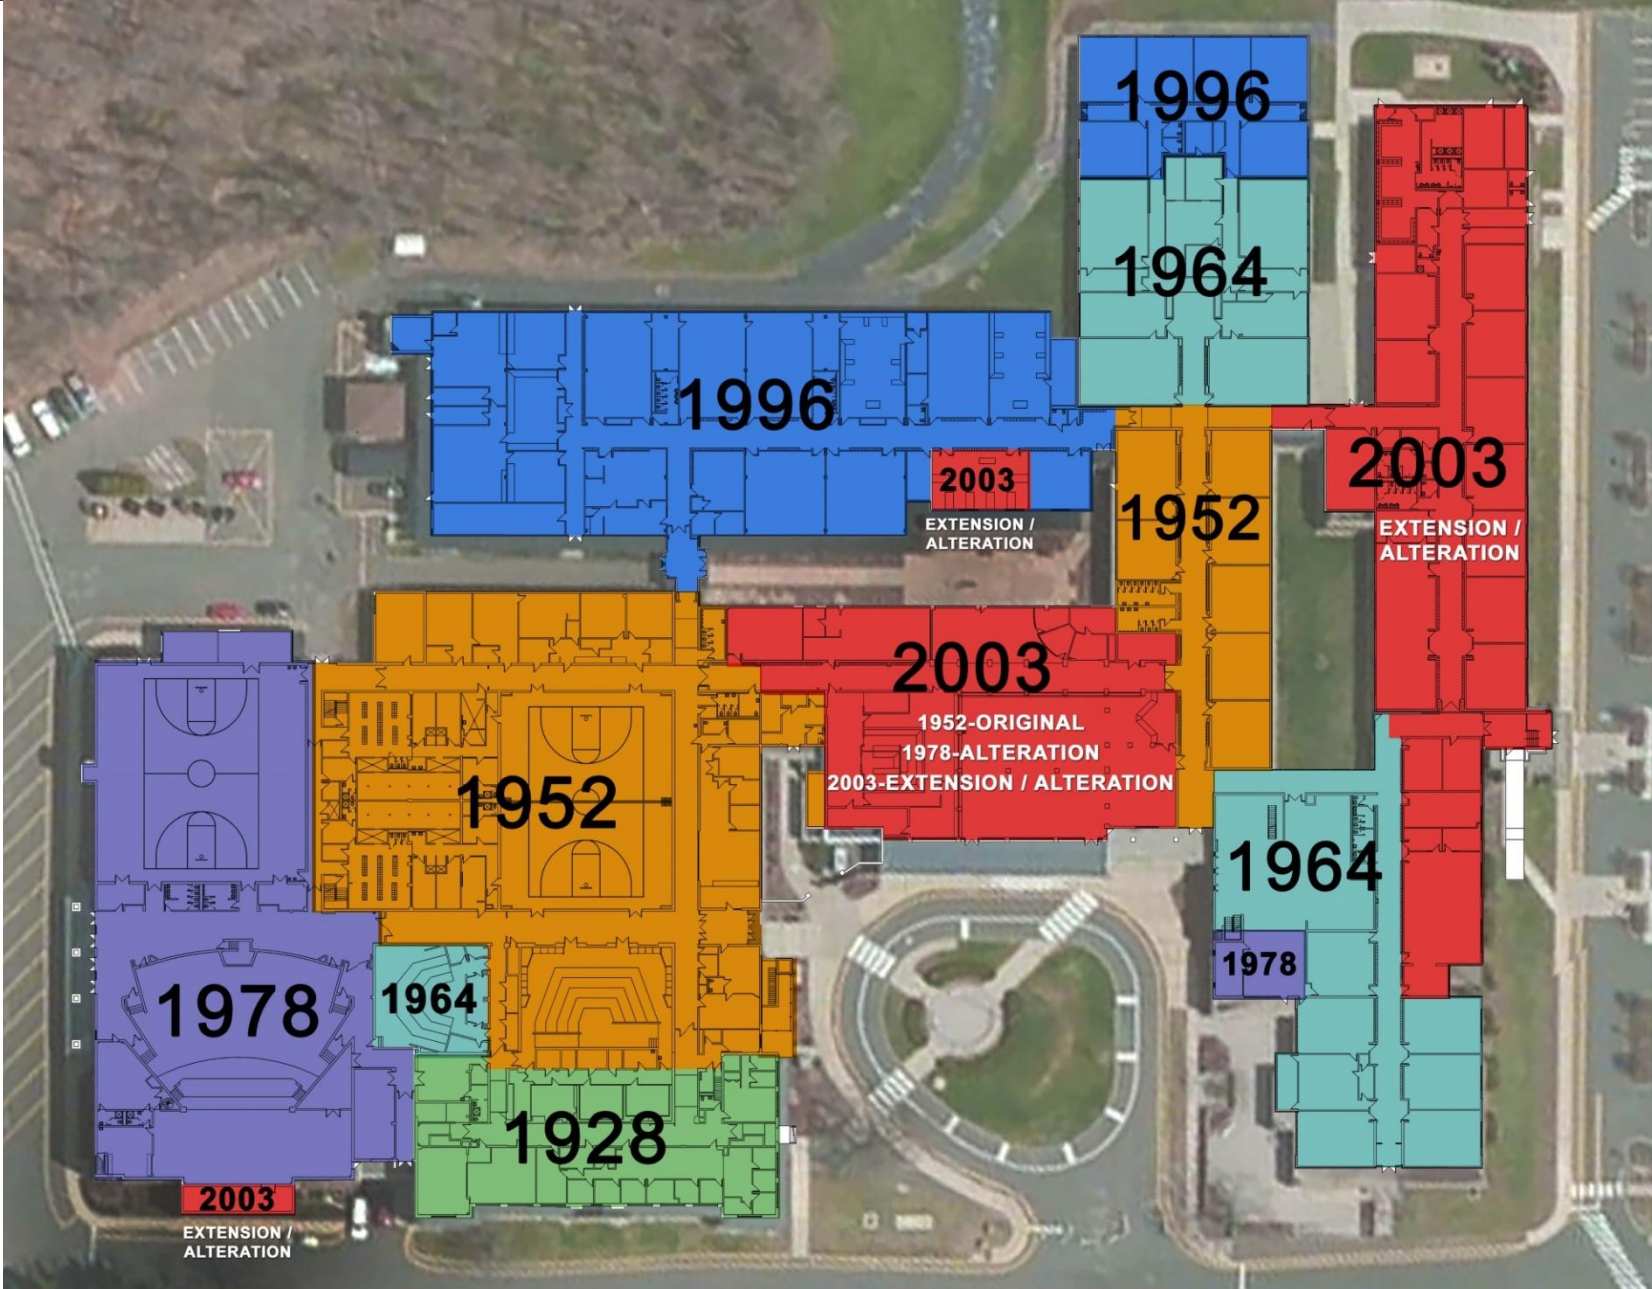 1996
1964
1996
2003
EXTENSION /
ALTERATION
1952
2003
EXTENSION /
ALTERATION
2003
1952-ORIGINAL
1978-ALTERATION
2003-EXTENSION / ALTERATION
1952
1964
1978
1978
1964
1928
2003
EXTENSION /
ALTERATION